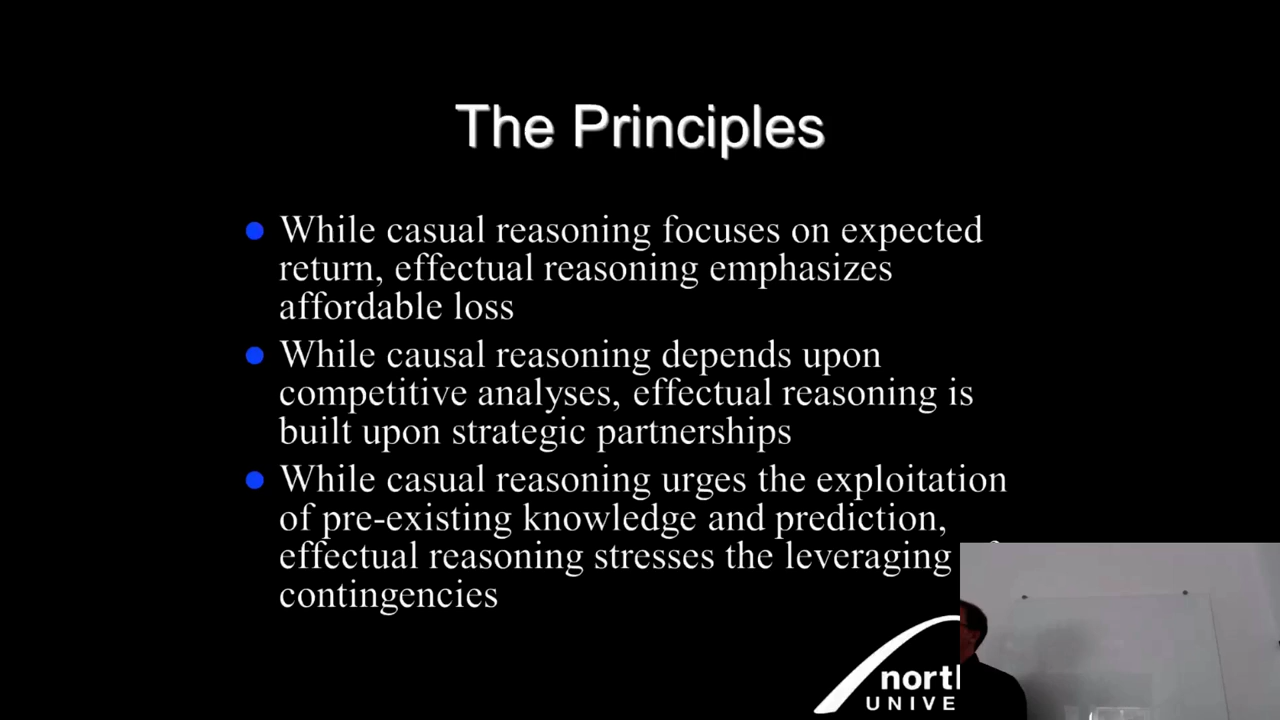 The Principles
While casual reasoning focuses on expected
return, effectual reasoning emphasizes
affordable loss
While causal reasoning depends upon
competitive analyses, effectual reasoning is
built upon strategic partnerships
While casual reasoning urges the exploitation
of pre-existing knowledge and prediction,
effectual reasoning stresses the leveraging
contingencies